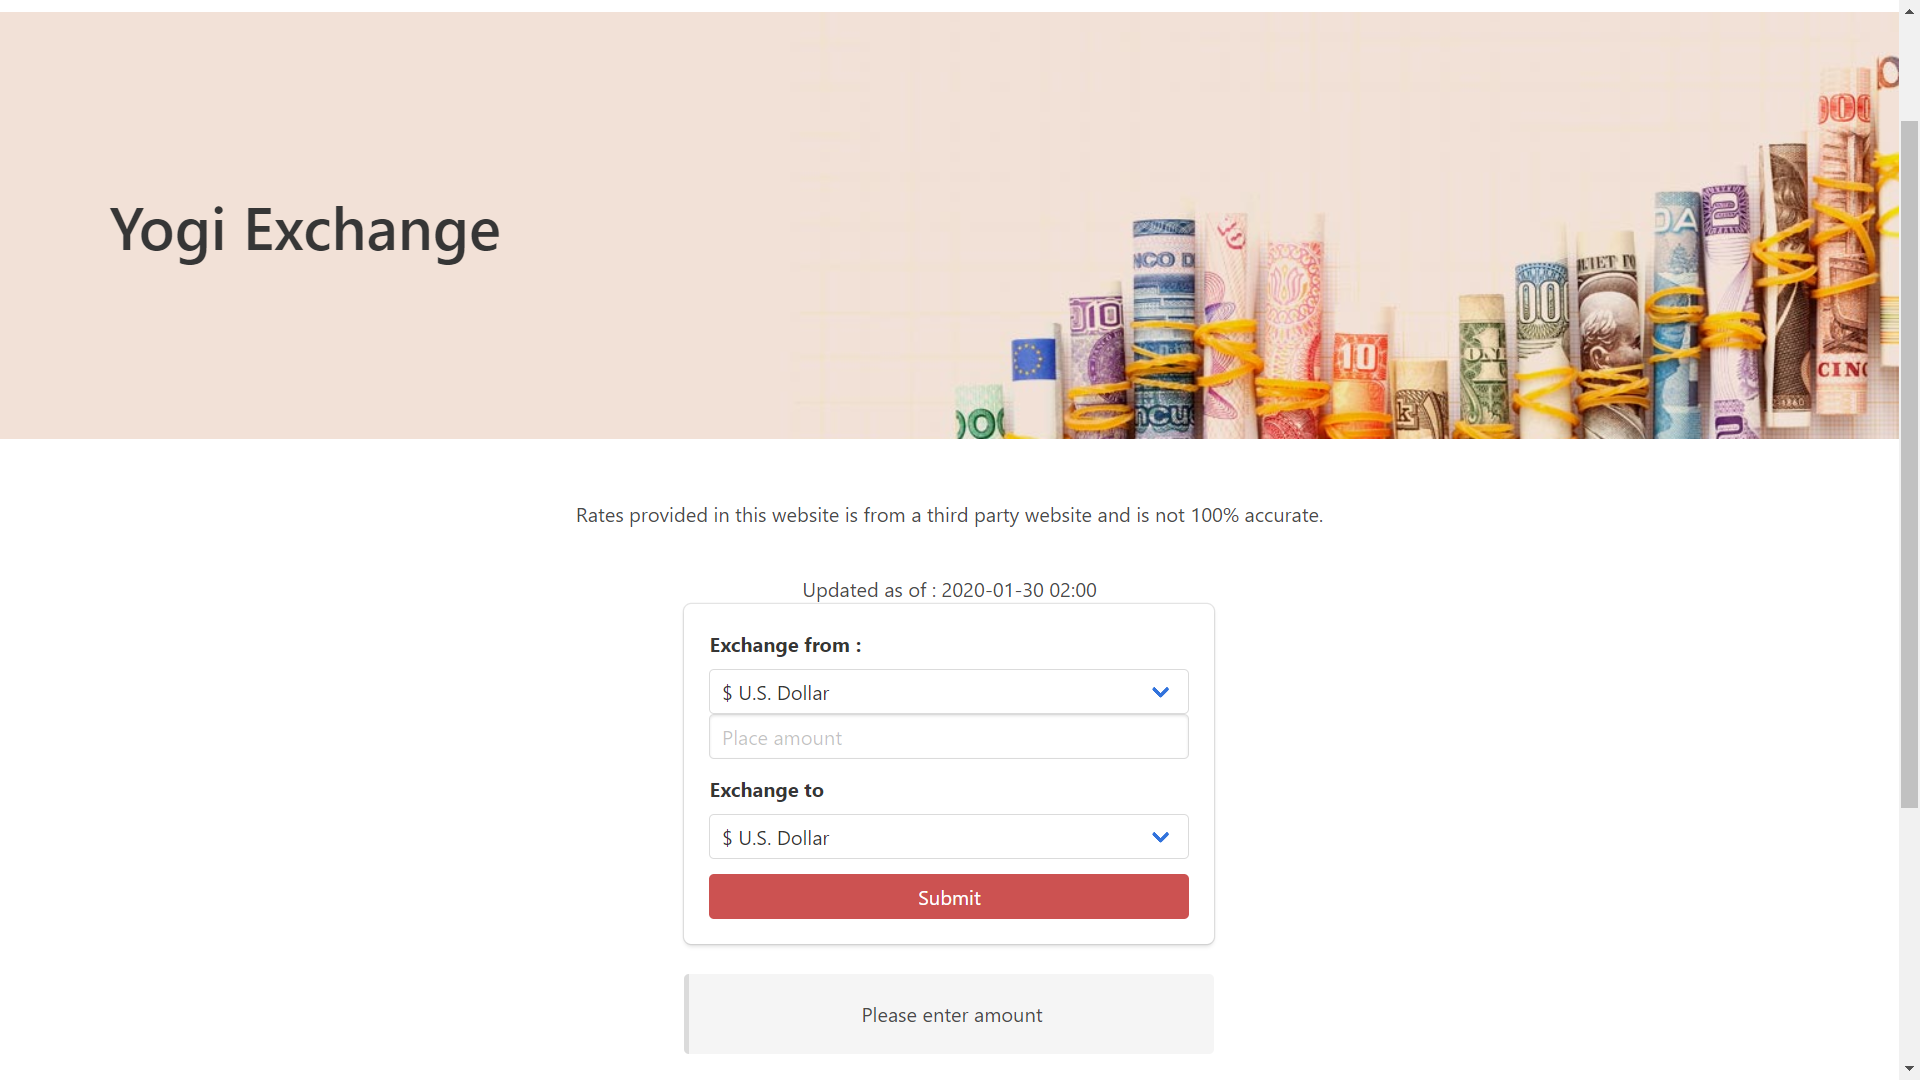 Yogi Exchange
Rates provided in this website is from a third party website and is not 100% accurate.
Updated as of : 2020-01-30 02:00
Exchange from :
$ U.S. Dollar
Place amount
Exchange to
$ U.S. Dollar
Submit
Please enter amount